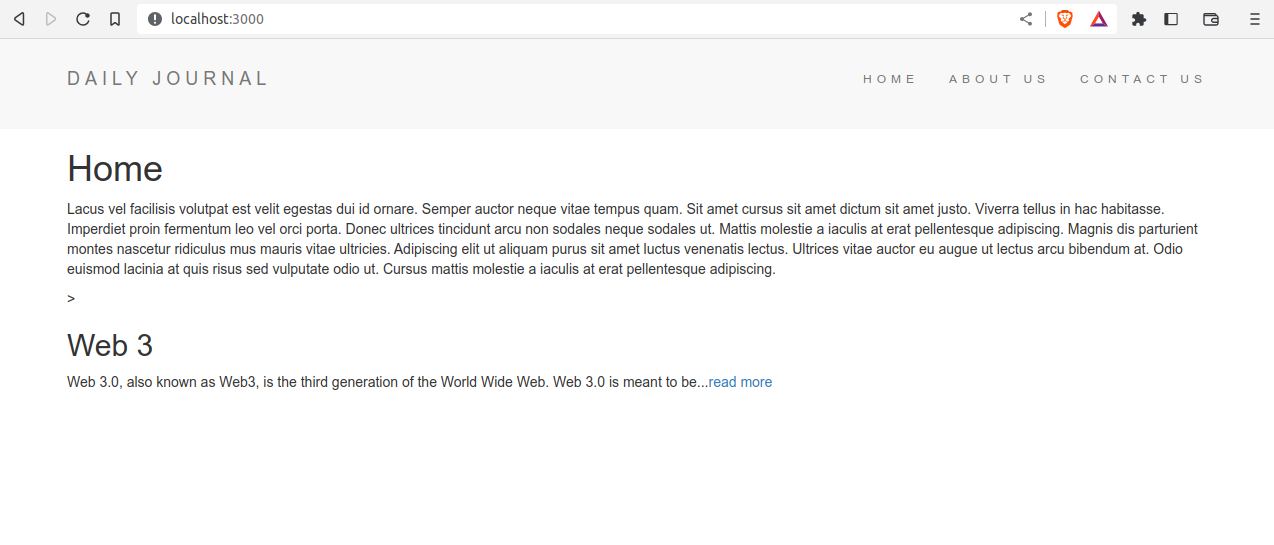 localhost:3000
DAILY JOURNAL
HOME ABOUT US CONTACT US
Home
Lacus vel facilisis volutpat est velit egestas dui id ornare. Semper auctor neque vitae tempus quam. Sit amet cursus sit amet dictum sit amet justo. Viverra tellus in hac habitasse.
Imperdiet proin fermentum leo vel orci porta. Donec ultrices tincidunt arcu non sodales neque sodales ut. Mattis molestie a iaculis at erat pellentesque adipiscing. Magnis dis parturient
montes nascetur ridiculus mus mauris vitae ultricies. Adipiscing elit ut aliquam purus sit amet luctus venenatis lectus. Ultrices vitae auctor eu augue ut lectus arcu bibendum at. Odio
euismod lacinia at quis risus sed vulputate odio ut. Cursus mattis molestie a iaculis at erat pellentesque adipiscing.
>
Web 3
Web 3.0, also known as Web3, is the third generation of the World Wide Web. Web 3.0 is meant to be...read more